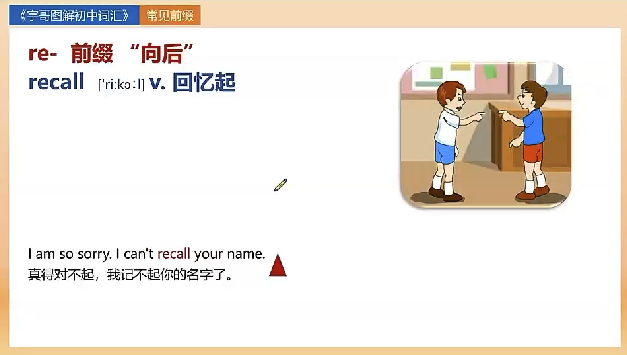 《宇哥图解初中词汇》 常见前缀
re- 前缀 “向后”
recall ['ri:kɔ:l] v. 回忆起
I am so sorry. I can't recall your name.
真得对不起，我记不起你的名字了。